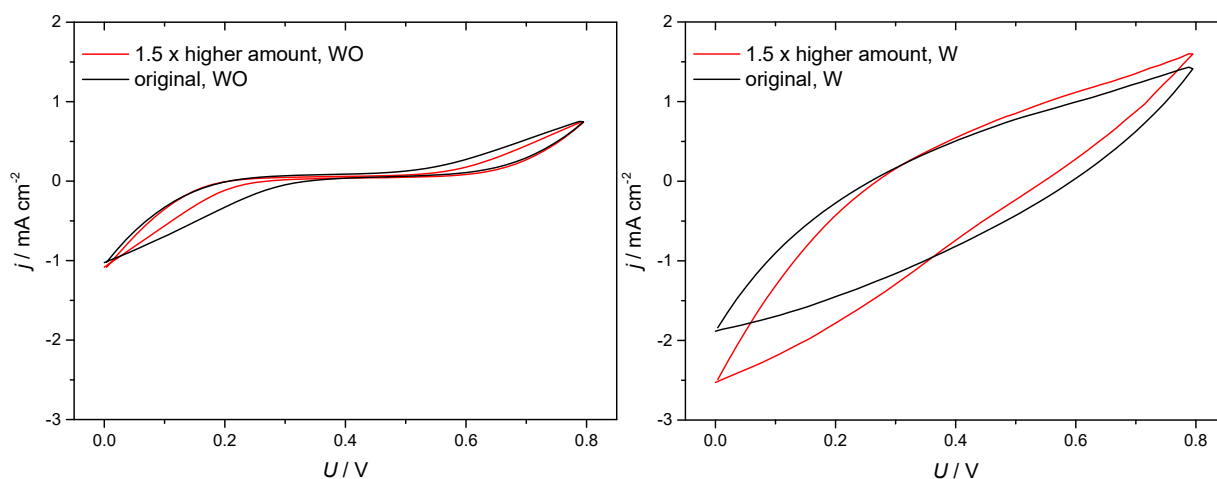 2
1
0
-1
-2
-3
j / mA cm-2
1.5 x higher amount, WO
original, WO
0.0 0.2 0.4 0.6 0.8
U / V
2
1
0
-1
-2
-3
j / mA cm-2
1.5 x higher amount, W
original, W
0.0 0.2 0.4 0.6 0.8
U / V